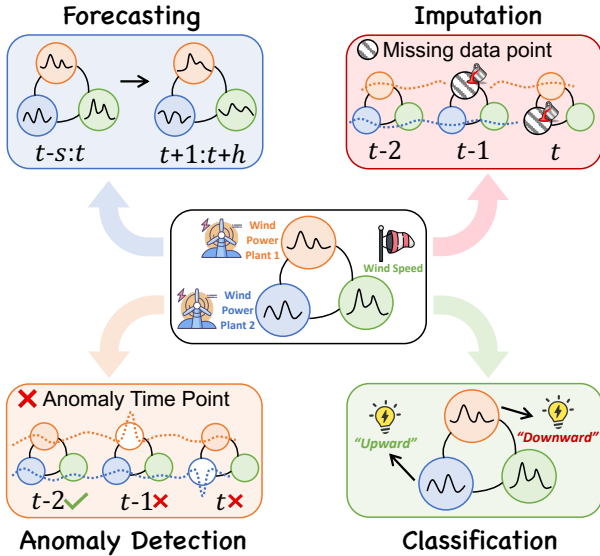 Forecasting
Imputation
t-s:t
t+1:t+h
Missing data point
t-2
t-1
t
Wind
Power
Plant 1
Wind Speed
Wind
Power
Plant 2
Anomaly Time Point
t-2
t-1
t
"Upward"
"Downward"
Anomaly Detection
Classification